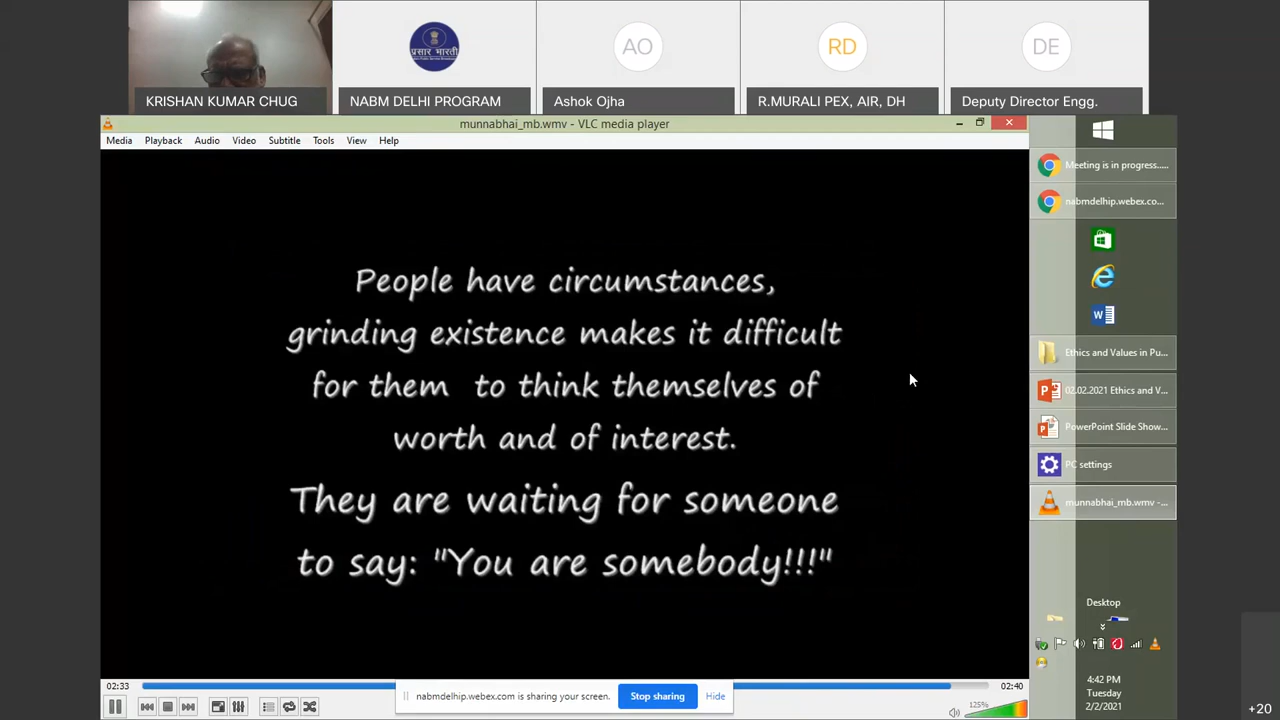 AO
RD
DE
प्रसार भारती
KRISHAN KUMAR CHUG
NABM DELHI PROGRAM
Ashok Ojha
R.MURALI PEX, AIR, DH
Deputy Director Engg.
munnabhai_mb.wmv - VLC media player
Media Playback Audio Video Subtitle Tools View Help
People have circumstances,
grinding existence makes it difficult
for them to think themselves of
worth and of interest.
They are waiting for someone
to say: "You are somebody!!!"
02:33
02:40
nabmdelhip.webex.com is sharing your screen.
Stop sharing
Hide
125%
Meeting is in progress.....
nabmdelhip.webex.co...
Ethics and Values in Pu...
02.02.2021 Ethics and V...
PowerPoint Slide Show...
PC settings
munnabhai_mb.wmv -...
Desktop
4:42 PM
Tuesday
2/2/2021
+20